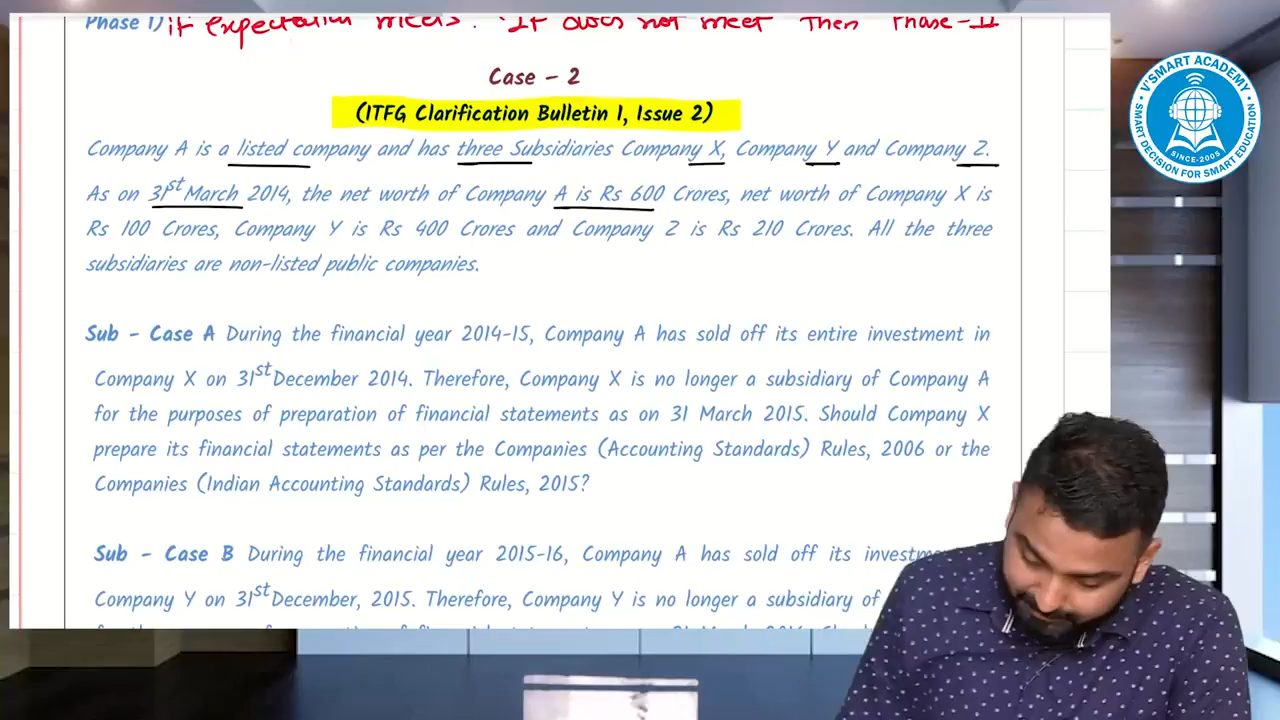 Phase 1) if expectation meets. If does not meet Then Phase-II
Case – 2
(ITFG Clarification Bulletin 1, Issue 2)
Company A is a listed company and has three Subsidiaries Company X, Company Y and Company Z.
As on 31st March 2014, the net worth of Company A is Rs 600 Crores, net worth of Company X is
Rs 100 Crores, Company Y is Rs 400 Crores and Company Z is Rs 210 Crores. All the three
subsidiaries are non-listed public companies.
Sub - Case A During the financial year 2014-15, Company A has sold off its entire investment in
Company X on 31st December 2014. Therefore, Company X is no longer a subsidiary of Company A
for the purposes of preparation of financial statements as on 31 March 2015. Should Company X
prepare its financial statements as per the Companies (Accounting Standards) Rules, 2006 or the
Companies (Indian Accounting Standards) Rules, 2015?
Sub - Case B During the financial year 2015-16, Company A has sold off its
Company Y on 31st December, 2015. Therefore, Company Y is no longer a subsidiary of
V'SMART ACADEMY
SINCE-2005
SMART DECISION FOR SMART EDUCATION